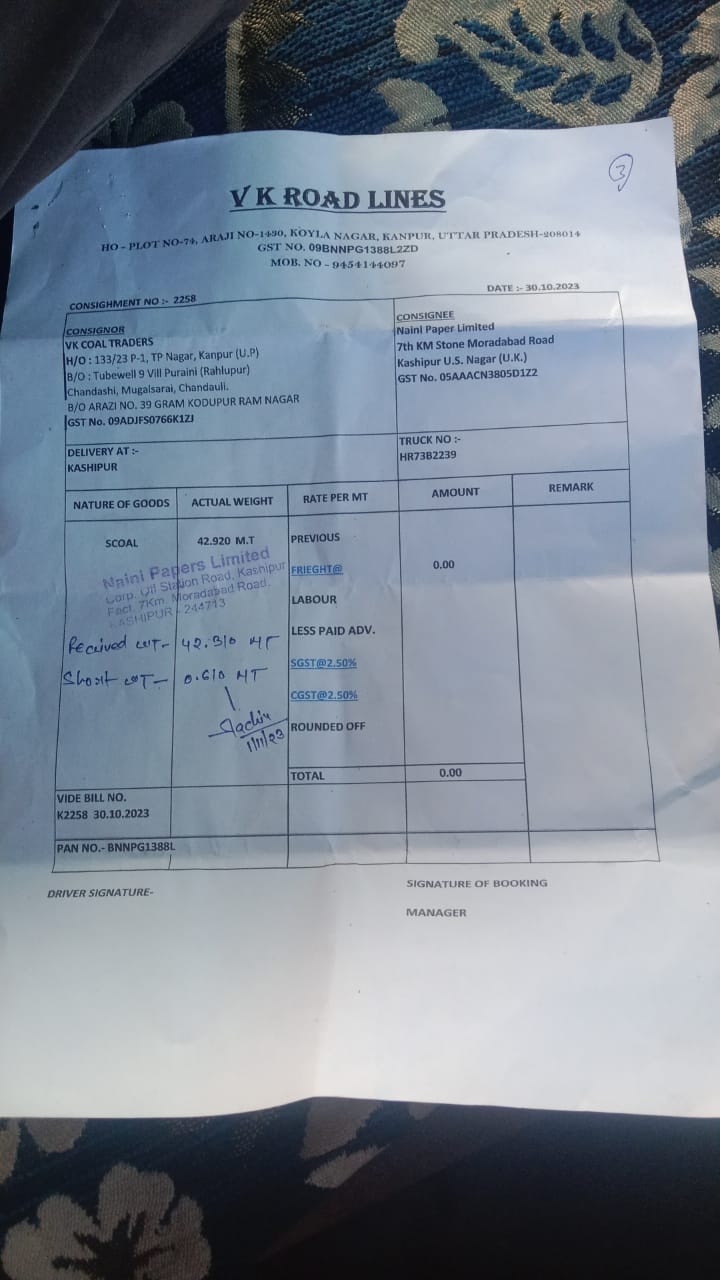 3
V K ROAD LINES
HO - PLOT NO-74, ARAJI NO-1490, KOYLA NAGAR, KANPUR, UTTAR PRADESH-208014
GST NO. 09BNNPG1388L2ZD
MOB. NO - 9454144097
DATE :- 30.10.2023
CONSIGHMENT NO :- 2258
CONSIGNOR
VK COAL TRADERS
H/O : 133/23 P-1, TP Nagar, Kanpur (U.P)
B/O : Tubewell 9 Vill Puraini (Rahlupur)
Chandashi, Mugalsarai, Chandauli.
B/O ARAZI NO. 39 GRAM KODUPUR RAM NAGAR
GST No. 09ADJFS0766K1ZJ
CONSIGNEE
Naini Paper Limited
7th KM Stone Moradabad Road
Kashipur U.S. Nagar (U.K.)
GST No. 05AAACN3805D1Z2
DELIVERY AT :-
KASHIPUR
TRUCK NO :-
HR73B2239
NATURE OF GOODS ACTUAL WEIGHT RATE PER MT AMOUNT REMARK
SCOAL 42.920 M.T PREVIOUS
FRIEGHT@ 0.00
LABOUR
LESS PAID ADV.
SGST@2.50%
CGST@2.50%
ROUNDED OFF
TOTAL 0.00
Naini Papers Limited
Corp. Off Station Road, Kashipur
Fact. 7Km. Moradabad Road,
KASHIPUR - 244713
Received WT- 42.310 MT
Short WT- 0.610 MT
1/11/23
VIDE BILL NO.
K2258 30.10.2023
PAN NO.- BNNPG1388L
DRIVER SIGNATURE-
SIGNATURE OF BOOKING
MANAGER